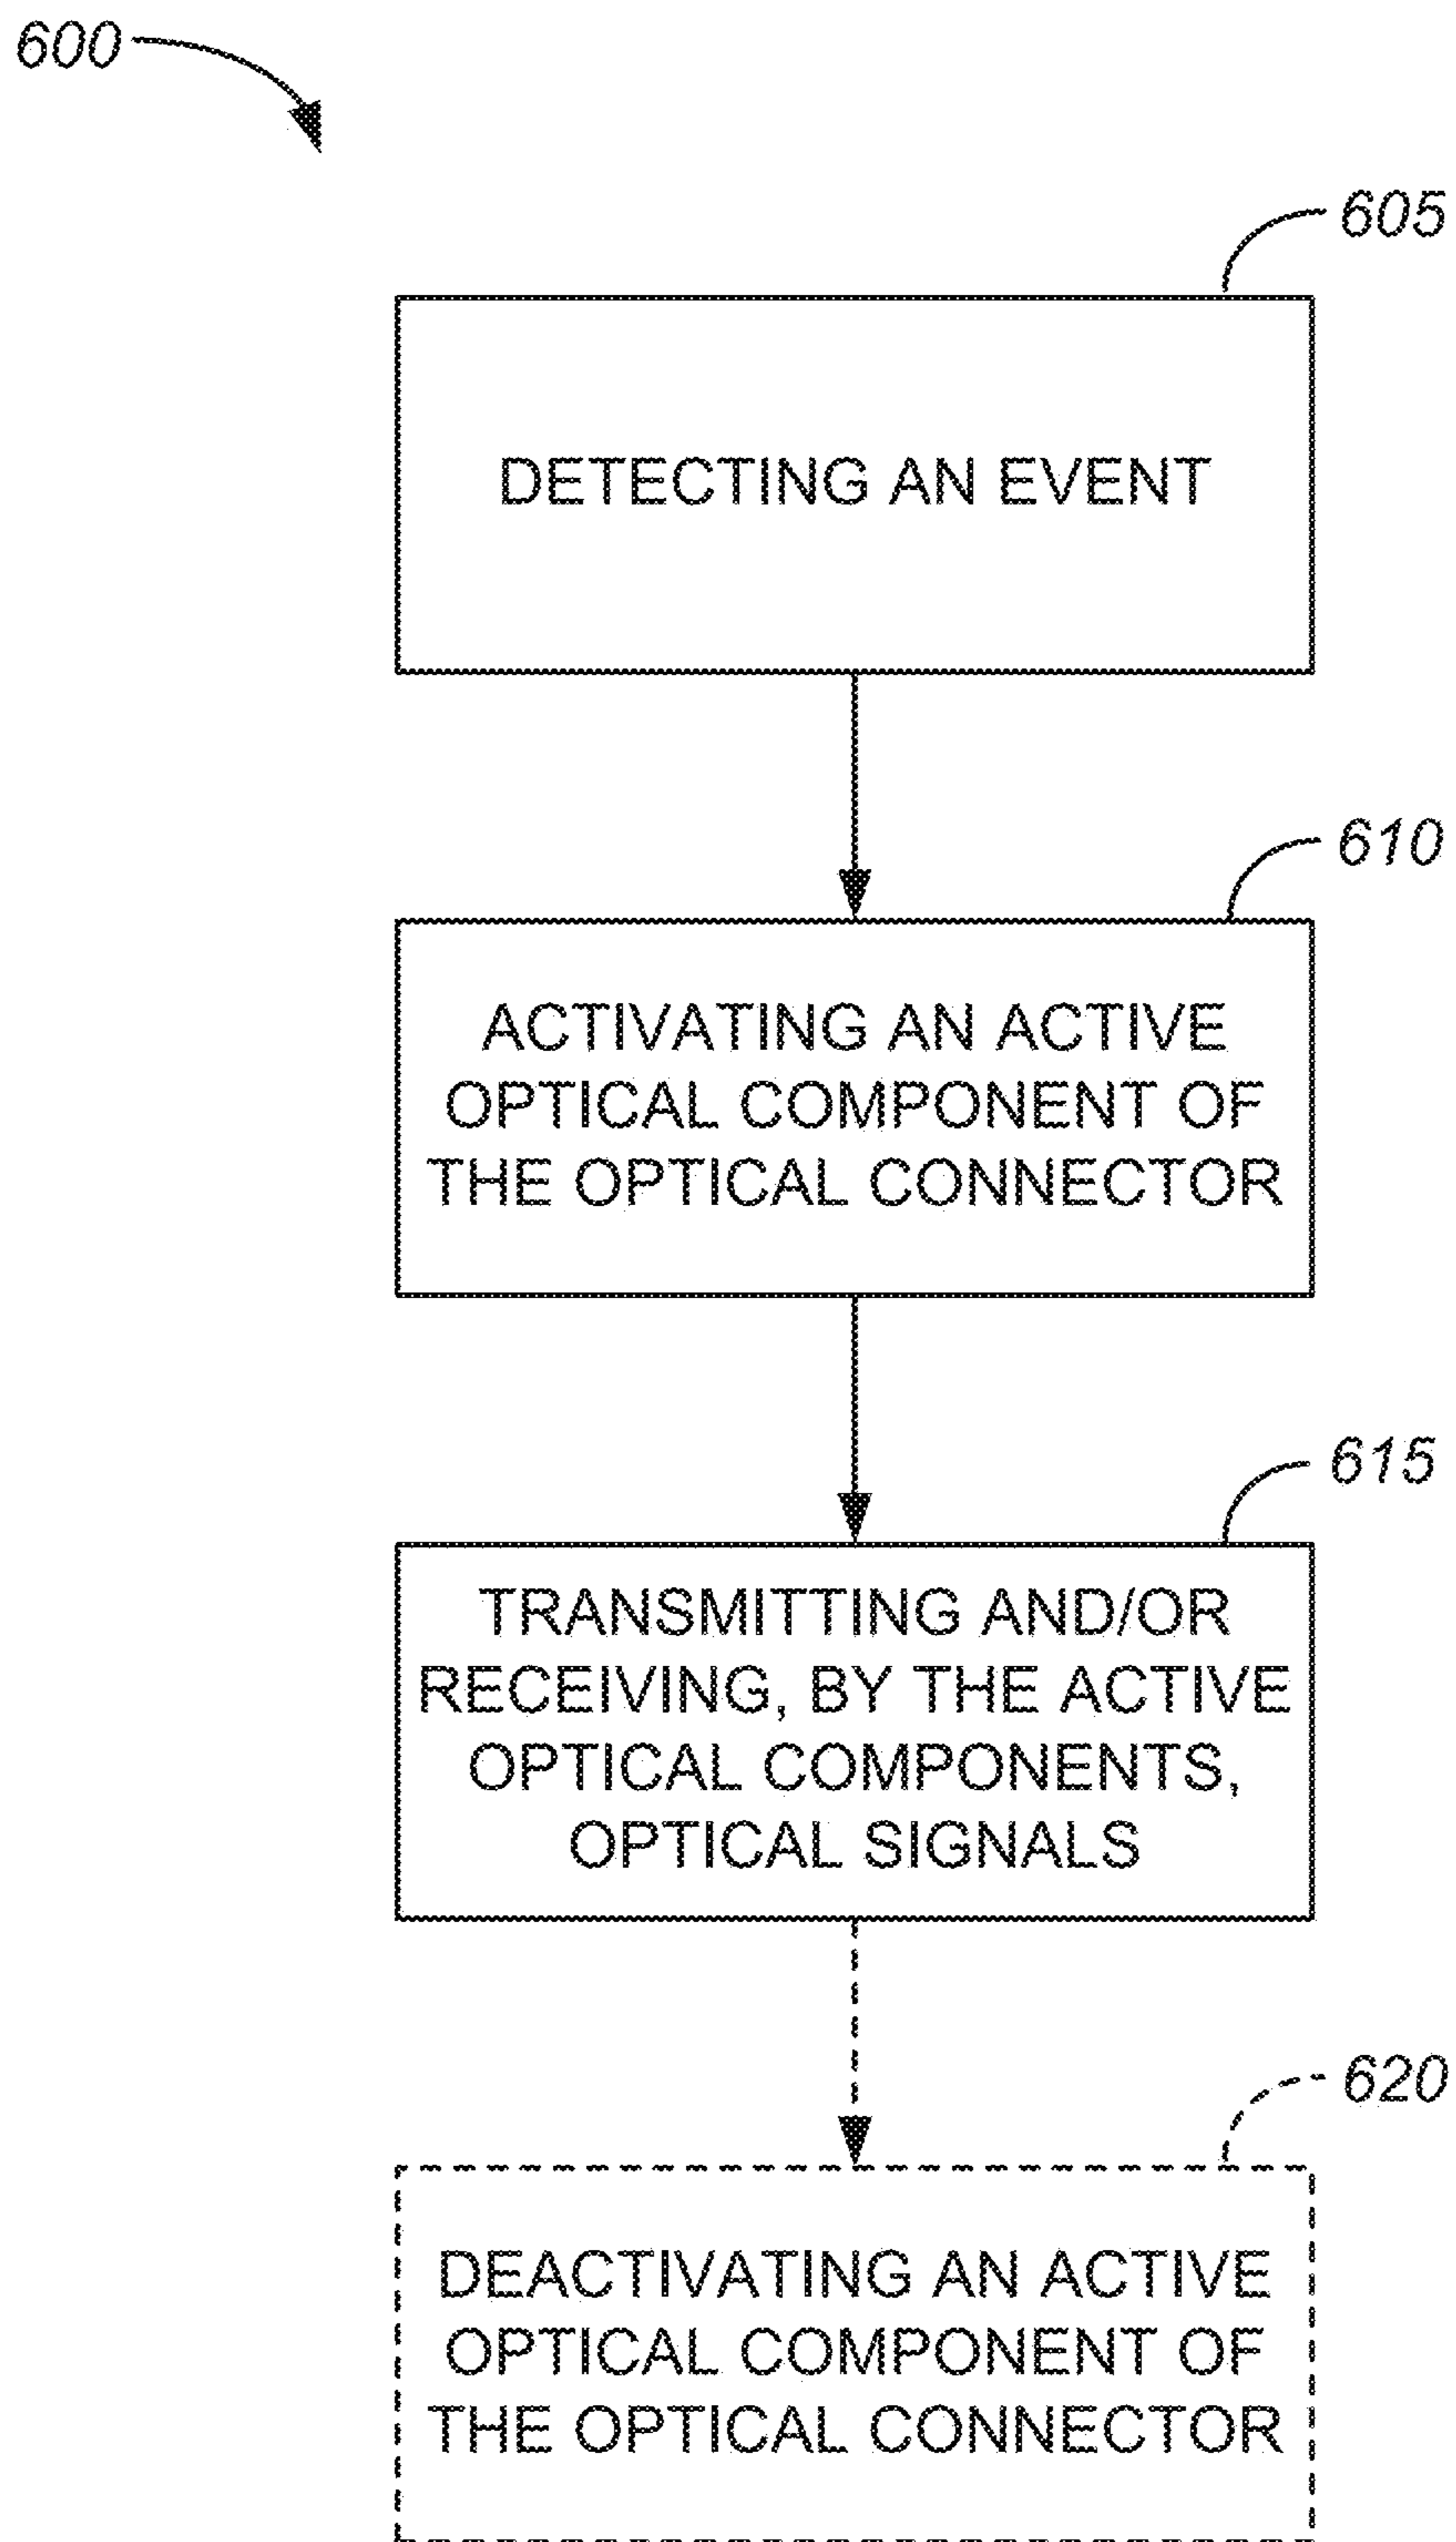 600
605
DETECTING AN EVENT
610
ACTIVATING AN ACTIVE
OPTICAL COMPONENT OF
THE OPTICAL CONNECTOR
615
TRANSMITTING AND/OR
RECEIVING, BY THE ACTIVE
OPTICAL COMPONENTS,
OPTICAL SIGNALS
620
DEACTIVATING AN ACTIVE
OPTICAL COMPONENT OF
THE OPTICAL CONNECTOR